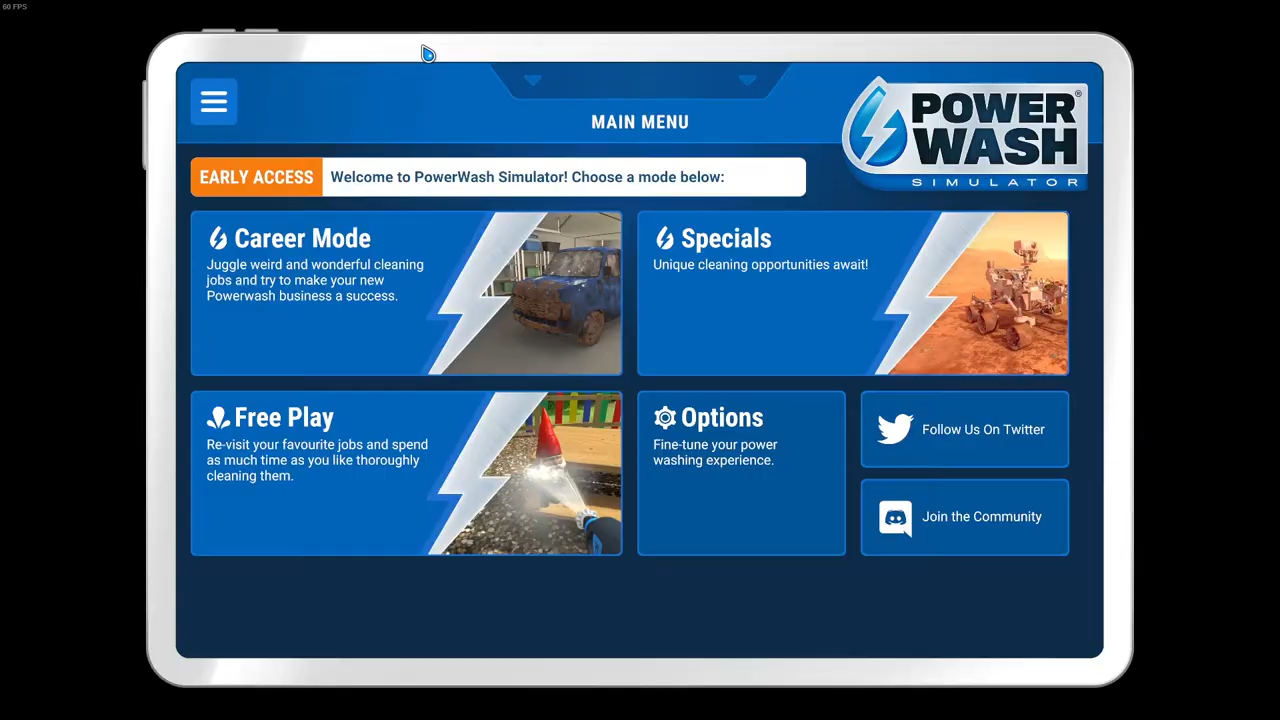 60 FPS
MAIN MENU
POWER
WASH
SIMULATOR
EARLY ACCESS Welcome to PowerWash Simulator! Choose a mode below:
Career Mode
Juggle weird and wonderful cleaning
jobs and try to make your new
Powerwash business a success.
Specials
Unique cleaning opportunities await!
Free Play
Re-visit your favourite jobs and spend
as much time as you like thoroughly
cleaning them.
Options
Fine-tune your power
washing experience.
Follow Us On Twitter
Join the Community